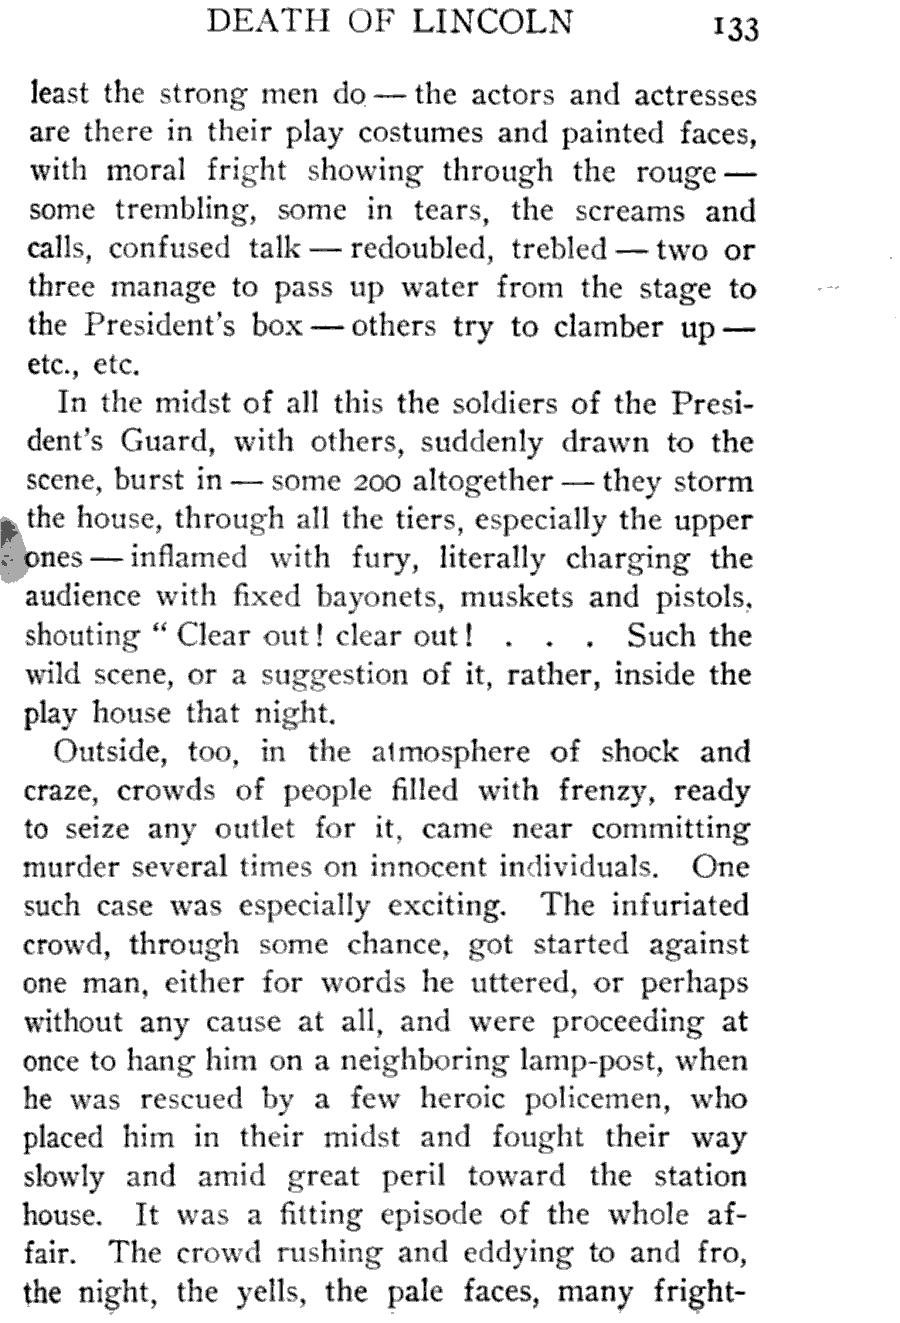 DEATH OF LINCOLN 133
least the strong men do — the actors and actresses
are there in their play costumes and painted faces,
with moral fright showing through the rouge —
some trembling, some in tears, the screams and
calls, confused talk — redoubled, trebled — two or
three manage to pass up water from the stage to
the President's box — others try to clamber up —
etc., etc.
In the midst of all this the soldiers of the Presi-
dent's Guard, with others, suddenly drawn to the
scene, burst in — some 200 altogether — they storm
the house, through all the tiers, especially the upper
ones — inflamed with fury, literally charging the
audience with fixed bayonets, muskets and pistols,
shouting “ Clear out! clear out! . . . Such the
wild scene, or a suggestion of it, rather, inside the
play house that night.
Outside, too, in the atmosphere of shock and
craze, crowds of people filled with frenzy, ready
to seize any outlet for it, came near committing
murder several times on innocent individuals. One
such case was especially exciting. The infuriated
crowd, through some chance, got started against
one man, either for words he uttered, or perhaps
without any cause at all, and were proceeding at
once to hang him on a neighboring lamp-post, when
he was rescued by a few heroic policemen, who
placed him in their midst and fought their way
slowly and amid great peril toward the station
house. It was a fitting episode of the whole af-
fair. The crowd rushing and eddying to and fro,
the night, the yells, the pale faces, many fright-